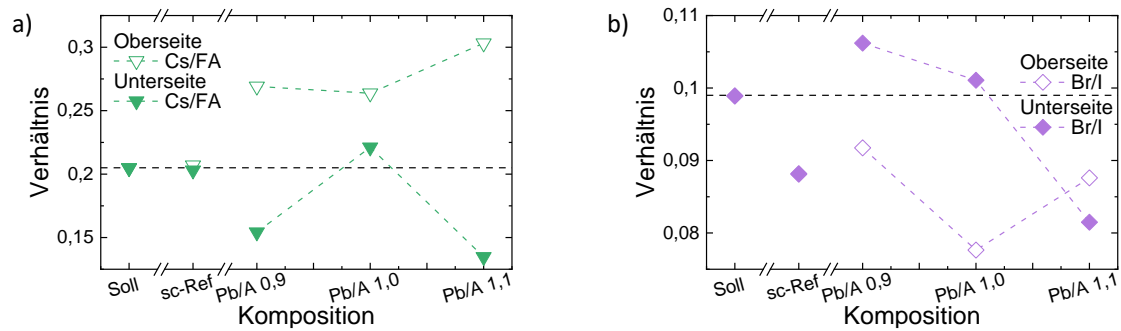 a)
Oberseite
Cs/FA
Unterseite
Cs/FA
0,3
0,25
0,2
0,15
Verhältnis
Soll
sc-Ref
Pb/A 0,9
Pb/A 1,0
Pb/A 1,1
Komposition
b)
Oberseite
Br/I
Unterseite
Br/I
0,11
0,1
0,09
0,08
Verhältnis
Soll
sc-Ref
Pb/A 0,9
Pb/A 1,0
Pb/A 1,1
Komposition